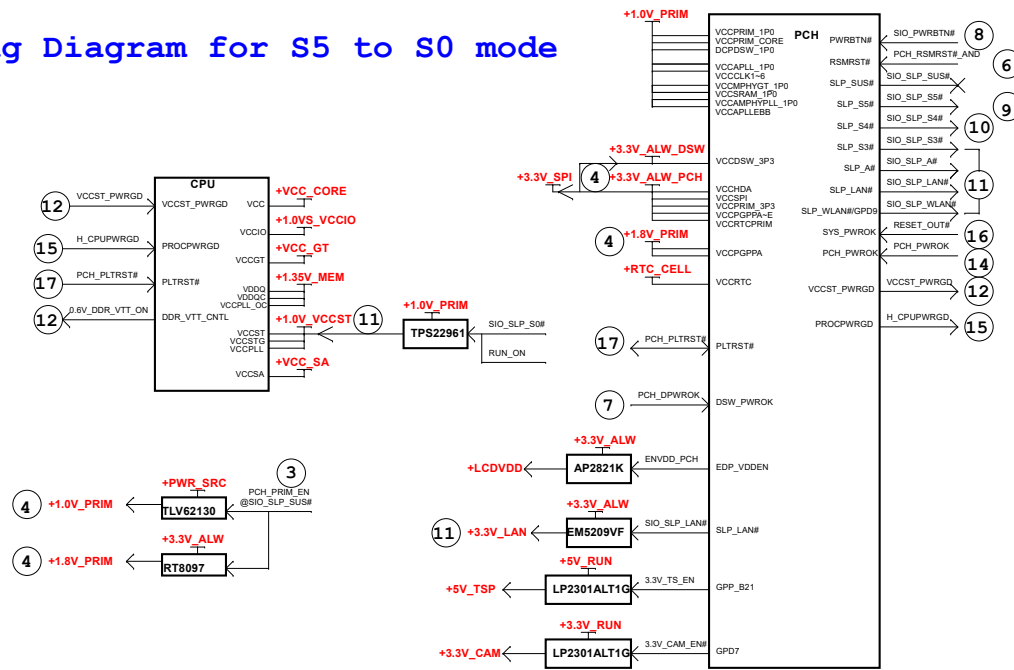 g Diagram for S5 to S0 mode
+1.0V_PRIM
VCCPRIM_1P0
VCCPRIM_CORE
DCPDSW_1P0
VCCAPLL_1P0
VCCCLK1~6
VCCMPHYGT_1P0
VCCSRAM_1P0
VCCAMPHYPLL_1P0
VCCAPLLEBB
PCH
PWRBTN#
SIO_PWRBTN#
8
RSMRST#
PCH_RSMRST#_AND
6
SLP_SUS#
SIO_SLP_SUS#
SLP_S5#
SIO_SLP_S5#
9
SLP_S4#
SIO_SLP_S4#
10
SLP_S3#
SIO_SLP_S3#
SLP_A#
SIO_SLP_A#
11
SLP_LAN#
SIO_SLP_LAN#
SLP_WLAN#/GPD9
SIO_SLP_WLAN#
SYS_PWROK
RESET_OUT#
16
PCH_PWROK
PCH_PWROK
14
VCCST_PWRGD
VCCST_PWRGD
12
PROCPWRGD
H_CPUPWRGD
15
+3.3V_ALW_DSW
VCCDSW_3P3
+3.3V_SPI
4
+3.3V_ALW_PCH
VCCHDA
VCCSPI
VCCPRIM_3P3
VCCPGPPA~E
VCCRTCPRIM
4
+1.8V_PRIM
VCCPGPPA
+RTC_CELL
VCCRTC
17
PCH_PLTRST#
PLTRST#
7
PCH_DPWROK
DSW_PWROK
CPU
12
VCCST_PWRGD
VCCST_PWRGD
VCC
+VCC_CORE
VCCIO
+1.0VS_VCCIO
15
H_CPUPWRGD
PROCPWRGD
VCCGT
+VCC_GT
17
PCH_PLTRST#
PLTRST#
+1.35V_MEM
VDDQ
VDDQC
VCCPLL_OC
12
0.6V_DDR_VTT_ON
DDR_VTT_CNTL
+1.0V_VCCST
11
VCCST
VCCSTG
VCCPLL
+VCC_SA
VCCSA
+1.0V_PRIM
TPS22961
SIO_SLP_S0#
RUN_ON
+3.3V_ALW
+LCDVDD
AP2821K
ENVDD_PCH
EDP_VDDEN
+3.3V_ALW
11
+3.3V_LAN
EM5209VF
SIO_SLP_LAN#
SLP_LAN#
+5V_RUN
+5V_TSP
LP2301ALT1G
3.3V_TS_EN
GPP_B21
+3.3V_RUN
+3.3V_CAM
LP2301ALT1G
3.3V_CAM_EN#
GPD7
3
+PWR_SRC
PCH_PRIM_EN
@SIO_SLP_SUS#
4
+1.0V_PRIM
TLV62130
+3.3V_ALW
4
+1.8V_PRIM
RT8097